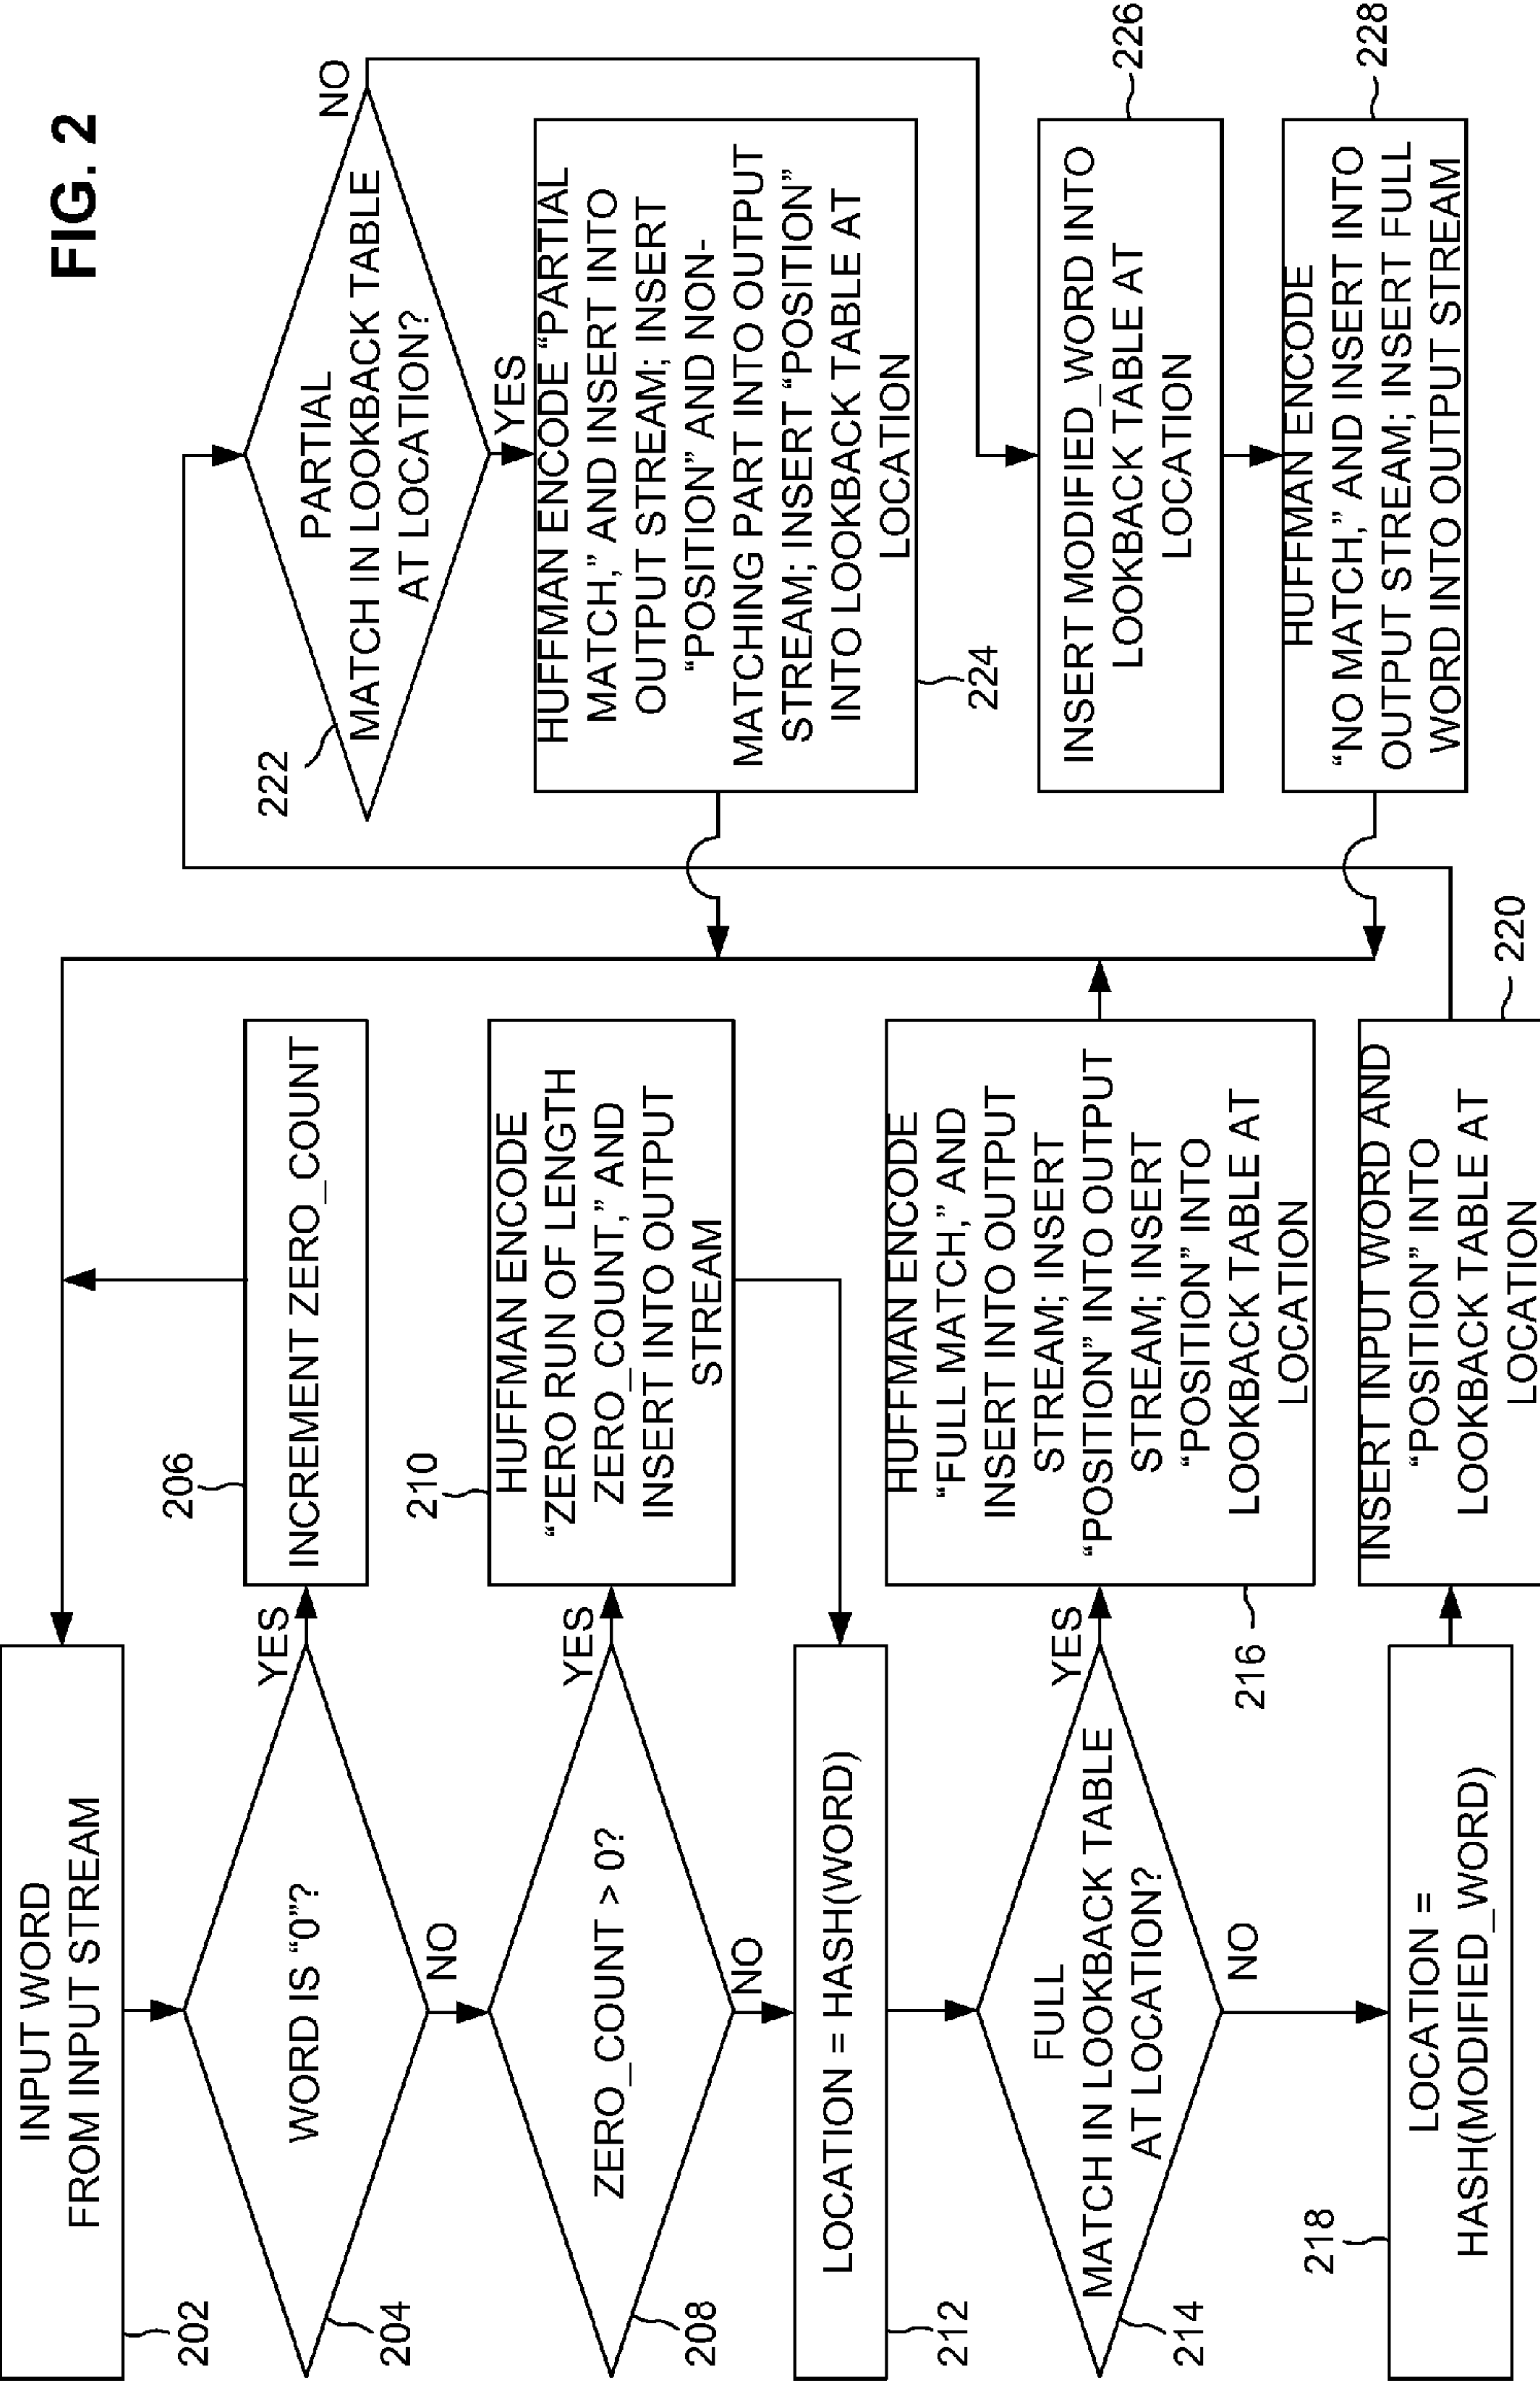 FIG. 2
INPUT WORD
FROM INPUT STREAM
202
WORD IS “0”?
204
YES
NO
INCREMENT ZERO_COUNT
206
ZERO_COUNT > 0?
208
YES
NO
HUFFMAN ENCODE
“ZERO RUN OF LENGTH
ZERO_COUNT,” AND
INSERT INTO OUTPUT
STREAM
210
LOCATION = HASH(WORD)
212
FULL
MATCH IN LOOKBACK TABLE
AT LOCATION?
214
YES
NO
HUFFMAN ENCODE
“FULL MATCH,” AND
INSERT INTO OUTPUT
STREAM; INSERT
“POSITION” INTO OUTPUT
STREAM; INSERT
“POSITION” INTO
LOOKBACK TABLE AT
LOCATION
216
LOCATION =
HASH(MODIFIED_WORD)
218
INSERT INPUT WORD AND
“POSITION” INTO
LOOKBACK TABLE AT
LOCATION
220
PARTIAL
MATCH IN LOOKBACK TABLE
AT LOCATION?
222
NO
YES
HUFFMAN ENCODE “PARTIAL
MATCH,” AND INSERT INTO
OUTPUT STREAM; INSERT
“POSITION” AND NON-
MATCHING PART INTO OUTPUT
STREAM; INSERT “POSITION”
INTO LOOKBACK TABLE AT
LOCATION
224
INSERT MODIFIED_WORD INTO
LOOKBACK TABLE AT
LOCATION
226
HUFFMAN ENCODE
“NO MATCH,” AND INSERT INTO
OUTPUT STREAM; INSERT FULL
WORD INTO OUTPUT STREAM
228